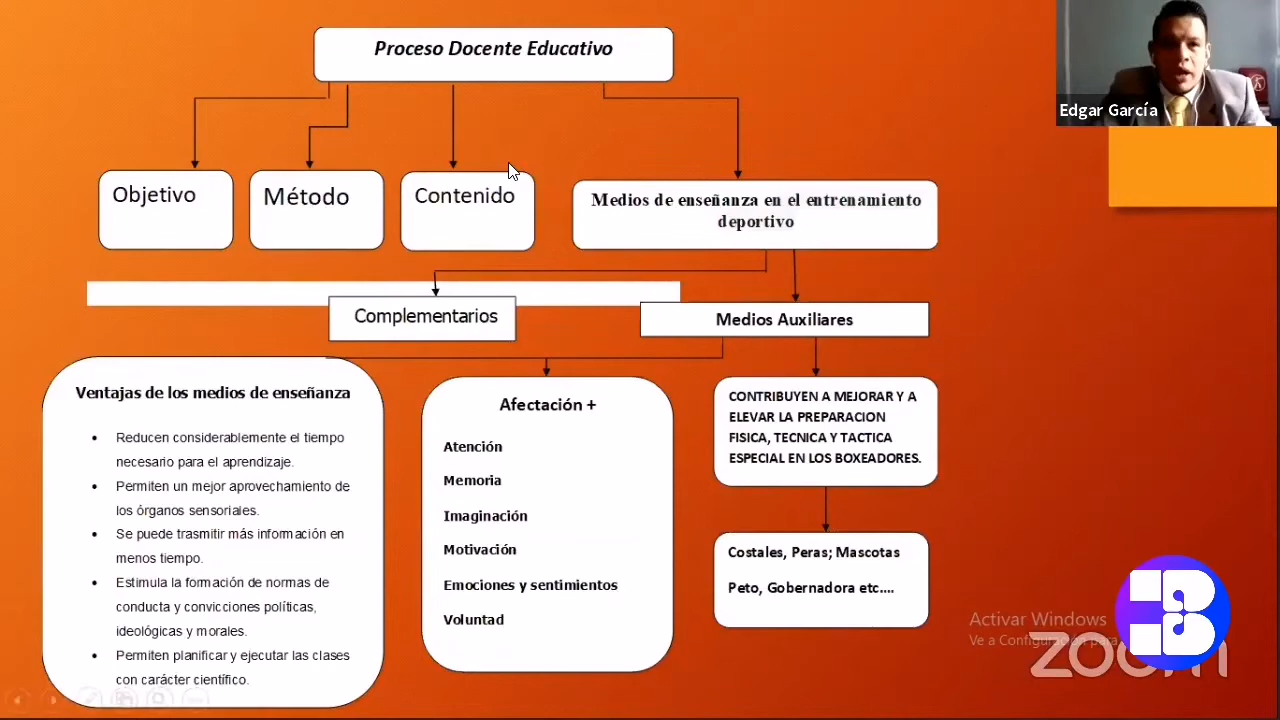 Proceso Docente Educativo
Edgar García
Objetivo
Método
Contenido
Medios de enseñanza en el entrenamiento
deportivo
Complementarios
Medios Auxiliares
Ventajas de los medios de enseñanza
• Reducen considerablemente el tiempo
necesario para el aprendizaje.
• Permiten un mejor aprovechamiento de
los órganos sensoriales.
• Se puede trasmitir más información en
menos tiempo.
• Estimula la formación de normas de
conducta y convicciones políticas,
ideológicas y morales.
• Permiten planificar y ejecutar las clases
con carácter científico.
Afectación +
Atención
Memoria
Imaginación
Motivación
Emociones y sentimientos
Voluntad
CONTRIBUYEN A MEJORAR Y A
ELEVAR LA PREPARACION
FISICA, TECNICA Y TACTICA
ESPECIAL EN LOS BOXEADORES.
Costales, Peras; Mascotas
Peto, Gobernadora etc....
Activar Windows
Ve a Configuración para
zoom
B